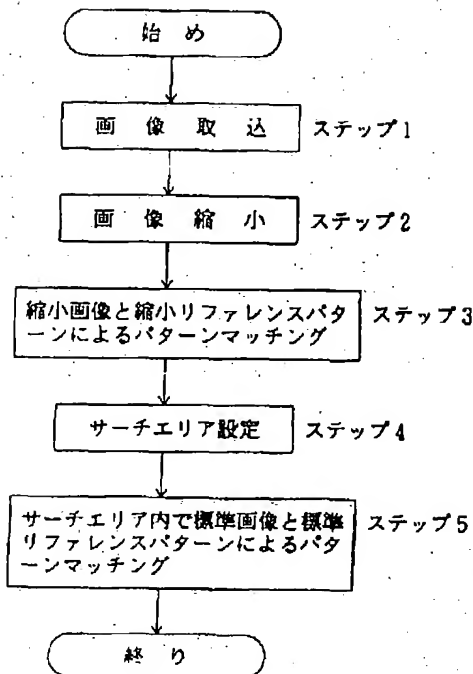 始め
画像取込 ステップ1
画像縮小 ステップ2
縮小画像と縮小リファレンスパタ ステップ3
ーンによるパターンマッチング
サーチエリア設定 ステップ4
サーチエリア内で標準画像と標準 ステップ5
リファレンスパターンによるパタ
ーンマッチング
終り